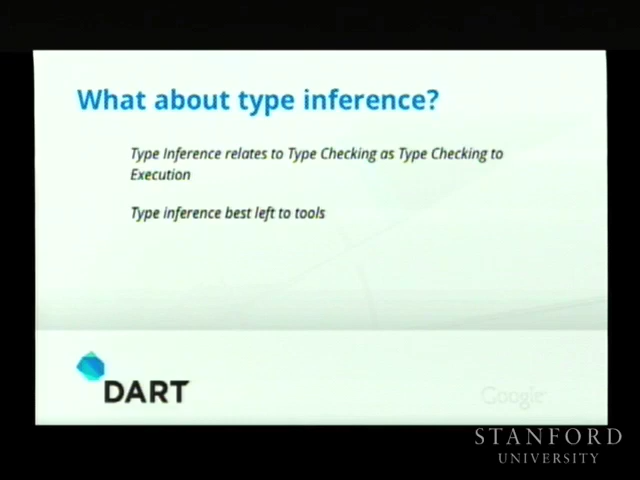 What about type inference?
Type Inference relates to Type Checking as Type Checking to
Execution
Type inference best left to tools
DART
Google
STANFORD
UNIVERSITY